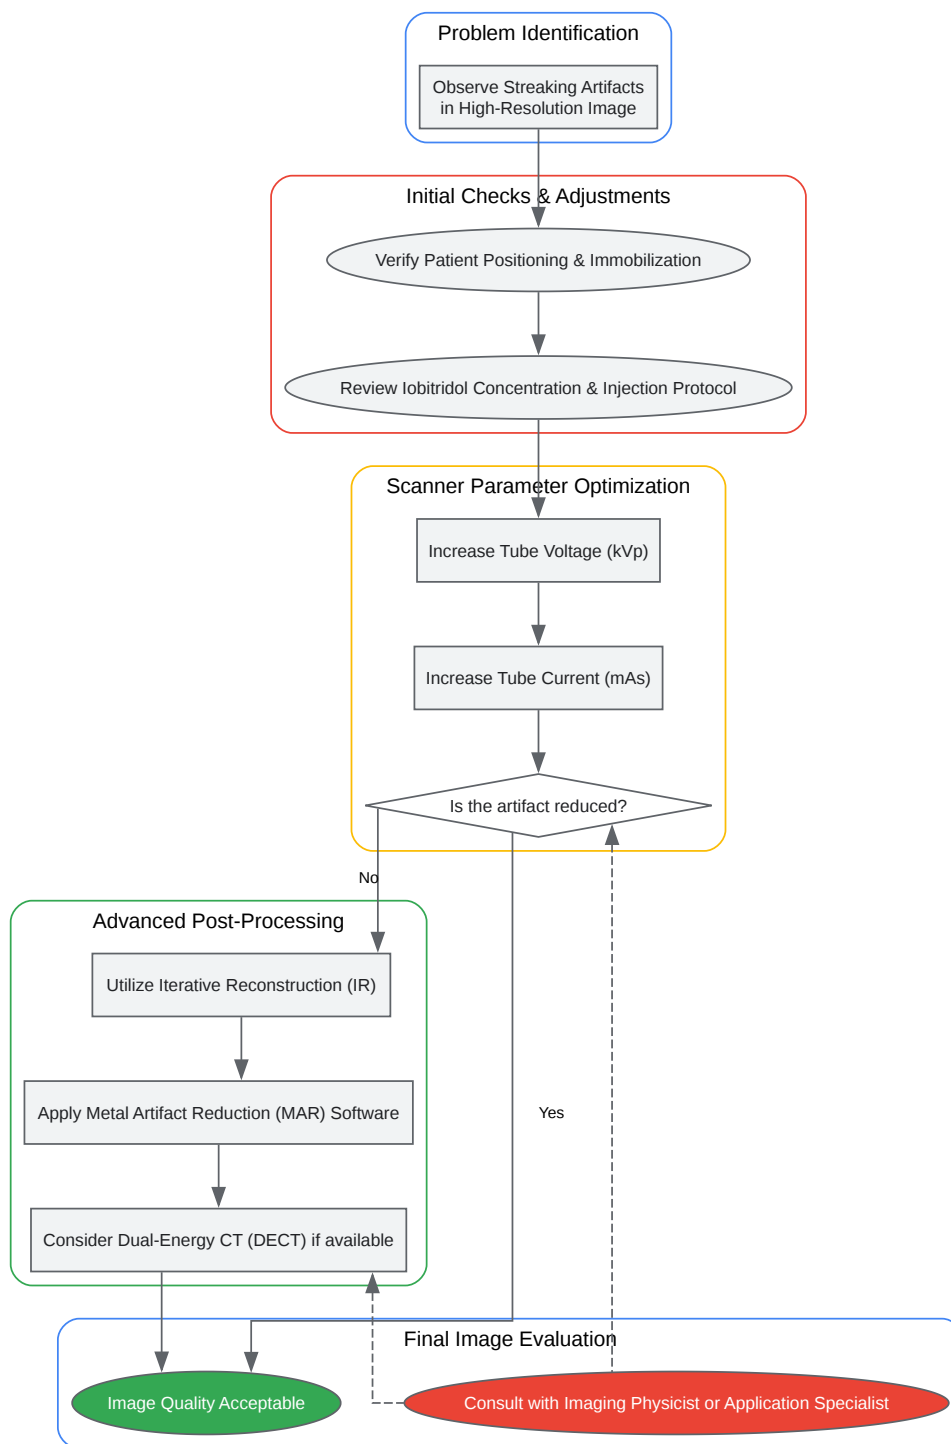 Problem Identification
Observe Streaking Artifacts
in High-Resolution Image
Initial Checks & Adjustments
Verify Patient Positioning & Immobilization
Review Iobitridol Concentration & Injection Protocol
Scanner Parameter Optimization
Increase Tube Voltage (kVp)
Increase Tube Current (mAs)
Is the artifact reduced?
No
Advanced Post-Processing
Utilize Iterative Reconstruction (IR)
Yes
Apply Metal Artifact Reduction (MAR) Software
Consider Dual-Energy CT (DECT) if available
Final Image Evaluation
Image Quality Acceptable
Consult with Imaging Physicist or Application Specialist